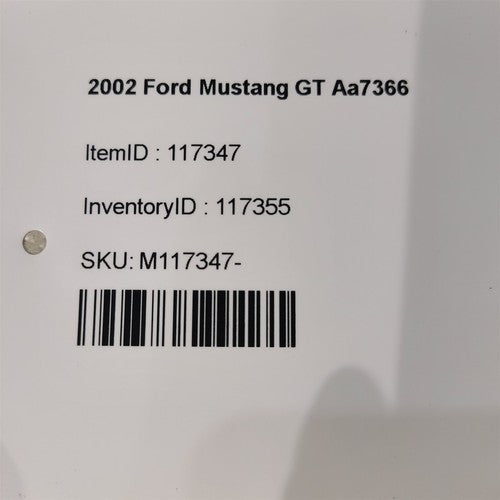 2002 Ford Mustang GT Aa7366
ItemID : 117347
InventoryID : 117355
SKU: M117347-